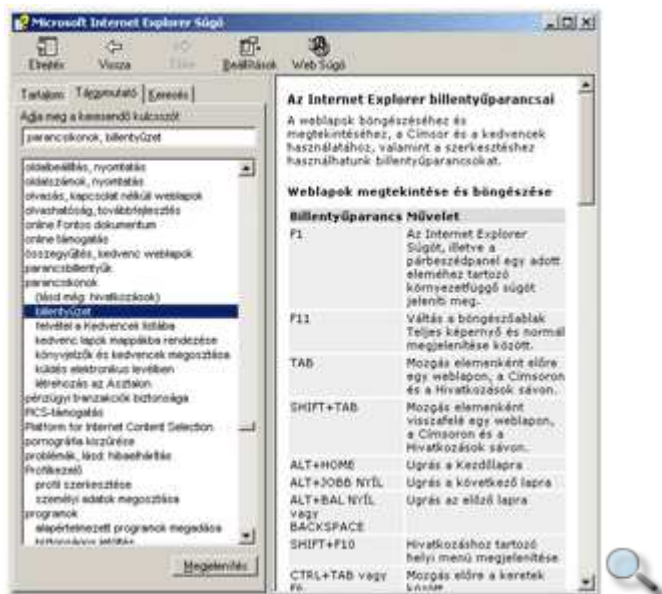 Microsoft Internet Explorer Súgó
Elrejtés
Vissza
Beállítások
Web Súgó
Tartalom
Tárgymutató
Keresés
Adja meg a keresendő kulcsszót
parancsikonok, billentyűzet
oldalbeállítás, nyomtatás
oldalszámok, nyomtatás
olvasás, kapcsolat nélküli weblapok
olvashatóság, továbbfejlesztés
online Fontos dokumentum
online támogatás
összegyűjtés, kedvenc weblapok
parancsbillentyűk
parancsikonok
(lásd még: hivatkozások)
billentyűzet
felvétel a Kedvencek listába
kedvenc lapok mappákba rendezése
könyvjelzők és kedvencek megosztása
küldés elektronikus levélben
létrehozás az Asztalon
pénzügyi tranzakciók biztonsága
PICS-támogatás
Platform for Internet Content Selection
pornográfia kiszűrése
problémák, lásd: hibaelhárítás
Profilkezelő
profil szerkesztése
személyi adatok megosztása
programok
alapértelmezett programok megadása
Megjelenítés
Az Internet Explorer billentyűparancsai
A weblapok böngészéséhez és
megtekintéséhez, a Címsor és a kedvencek
használatához, valamint a szerkesztéshez
használhatunk billentyűparancsokat.
Weblapok megtekintése és böngészése
Billentyűparancs Művelet
F1 Az Internet Explorer
Súgót, illetve a
párbeszédpanel egy adott
eleméhez tartozó
környezetfüggő súgót
jeleníti meg.
F11 Váltás a böngészőablak
Teljes képernyő és normál
megjelenítése között.
TAB Mozgás elemenként előre
egy weblapon, a Címsoron
és a Hivatkozások sávon.
SHIFT+TAB Mozgás elemenként
visszafelé egy weblapon,
a Címsoron és a
Hivatkozások sávon.
ALT+HOME Ugrás a Kezdőlapra
ALT+JOBB NYÍL Ugrás a következő lapra
ALT+BAL NYÍL Ugrás az előző lapra
vagy
BACKSPACE
SHIFT+F10 Hivatkozáshoz tartozó
helyi menü megjelenítése
CTRL+TAB vagy Mozgás előre a keretek